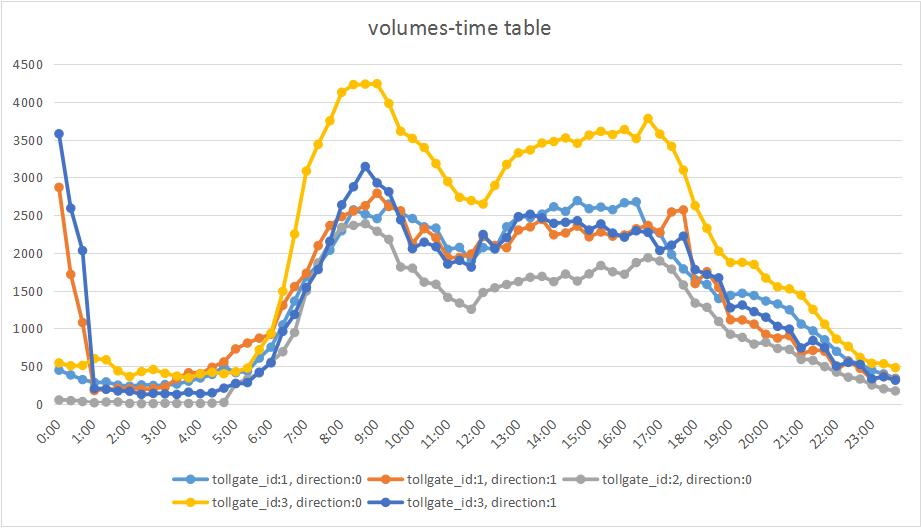 volumes-time table
4500
4000
3500
3000
2500
2000
1500
1000
500
0
0:00 1:00 2:00 3:00 4:00 5:00 6:00 7:00 8:00 9:00 10:00 11:00 12:00 13:00 14:00 15:00 16:00 17:00 18:00 19:00 20:00 21:00 22:00 23:00
tollgate_id:1, direction:0 tollgate_id:1, direction:1 tollgate_id:2, direction:0
tollgate_id:3, direction:0 tollgate_id:3, direction:1